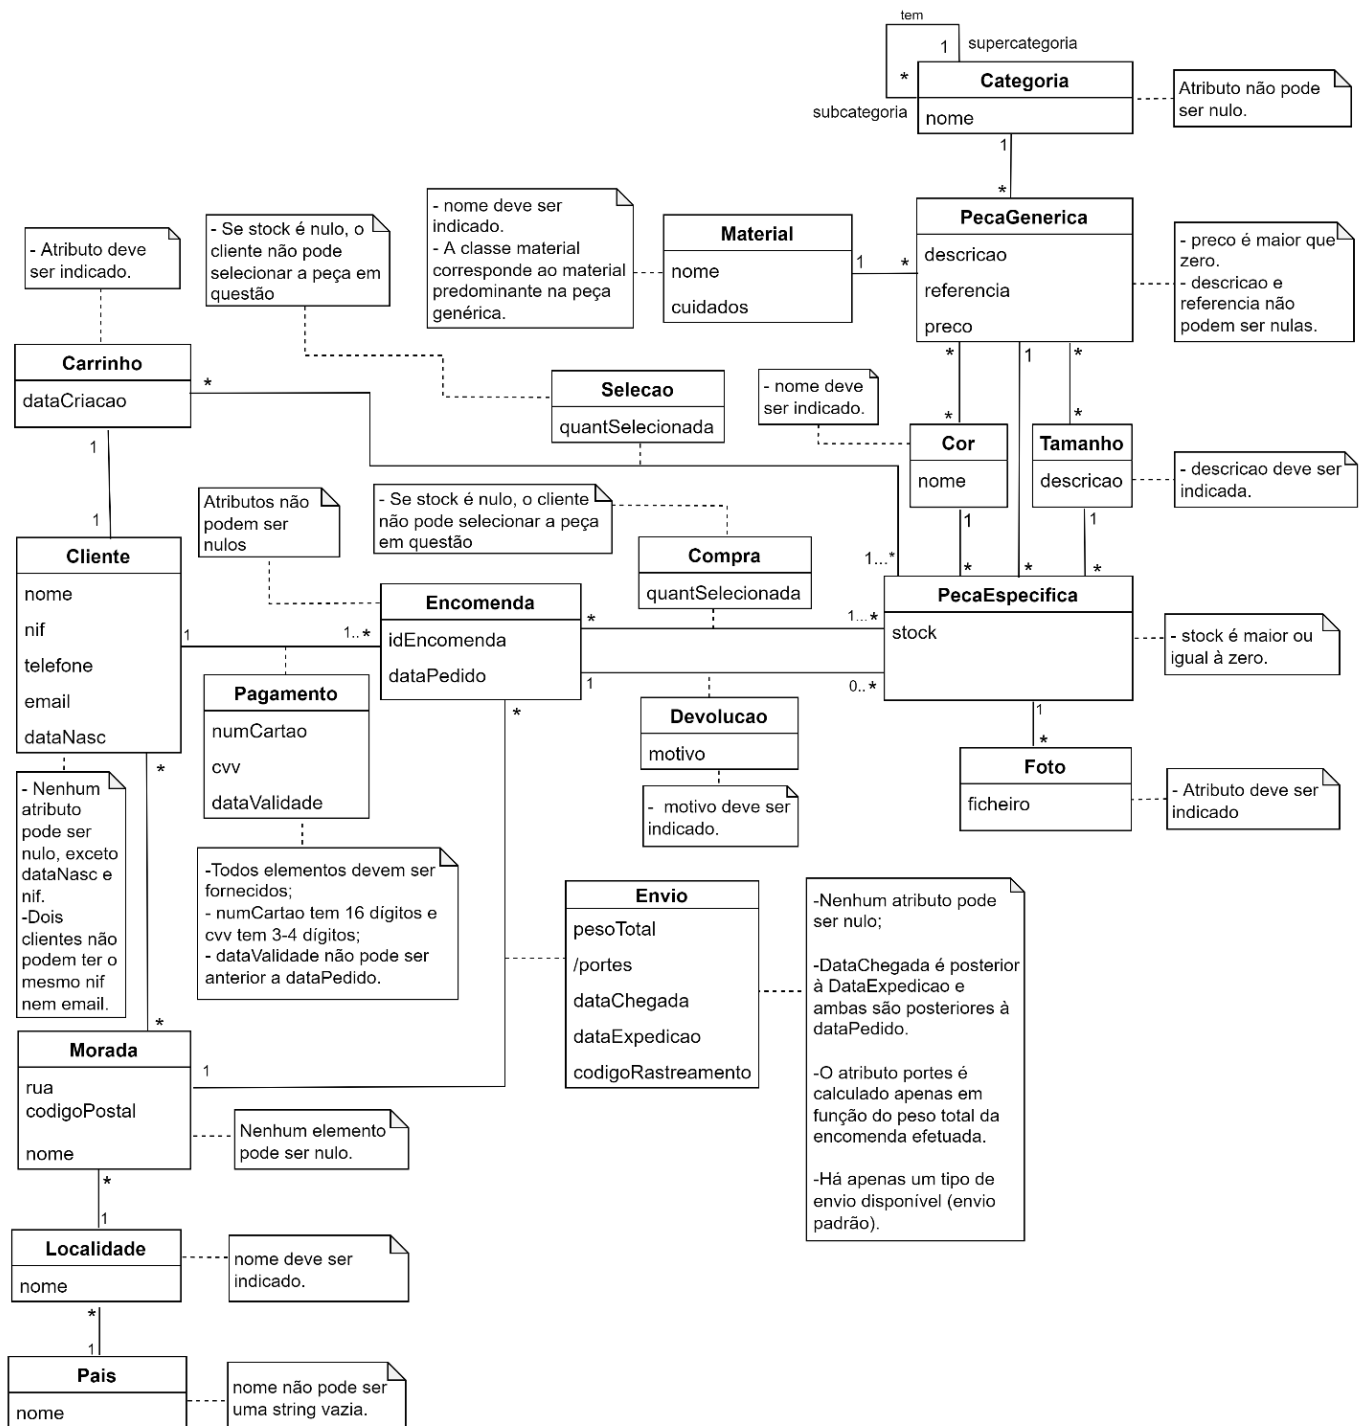 tem
1
supercategoria
*
subcategoria
Categoria
nome
Atributo não pode
ser nulo.
1
*
- nome deve ser
indicado.
- A classe material
corresponde ao material
predominante na peça
genérica.
Material
nome
cuidados
1
*
PecaGenerica
descricao
referencia
preco
- preco é maior que
zero.
- descricao e
referencia não
podem ser nulas.
- Atributo deve
ser indicado.
- Se stock é nulo, o
cliente não pode
selecionar a peça em
questão
Carrinho
dataCriacao
*
Selecao
quantSelecionada
- nome deve
ser indicado.
*
1
*
*
*
Cor
nome
Tamanho
descricao
- descricao deve ser
indicada.
1
1
Atributos não
podem ser
nulos
- Se stock é nulo, o cliente
não pode selecionar a peça
em questão
Compra
quantSelecionada
1
1
1...*
*
*
*
Cliente
nome
nif
telefone
email
dataNasc
1
1..*
Encomenda
idEncomenda
dataPedido
*
1...*
1
0..*
*
PecaEspecifica
stock
- stock é maior ou
igual à zero.
Pagamento
numCartao
cvv
dataValidade
Devolucao
motivo
- motivo deve ser
indicado.
1
*
Foto
ficheiro
- Atributo deve ser
indicado
*
- Nenhum
atributo
pode ser
nulo, exceto
dataNasc e
nif.
-Dois
clientes não
podem ter o
mesmo nif
nem email.
-Todos elementos devem ser
fornecidos;
- numCartao tem 16 dígitos e
cvv tem 3-4 dígitos;
- dataValidade não pode ser
anterior a dataPedido.
Envio
pesoTotal
/portes
dataChegada
dataExpedicao
codigoRastreamento
-Nenhum atributo pode
ser nulo;
-DataChegada é posterior
à DataExpedicao e
ambas são posteriores à
dataPedido.
-O atributo portes é
calculado apenas em
função do peso total da
encomenda efetuada.
-Há apenas um tipo de
envio disponível (envio
padrão).
*
Morada
rua
codigoPostal
nome
1
Nenhum elemento
pode ser nulo.
*
1
Localidade
nome
nome deve ser
indicado.
*
1
Pais
nome
nome não pode ser
uma string vazia.